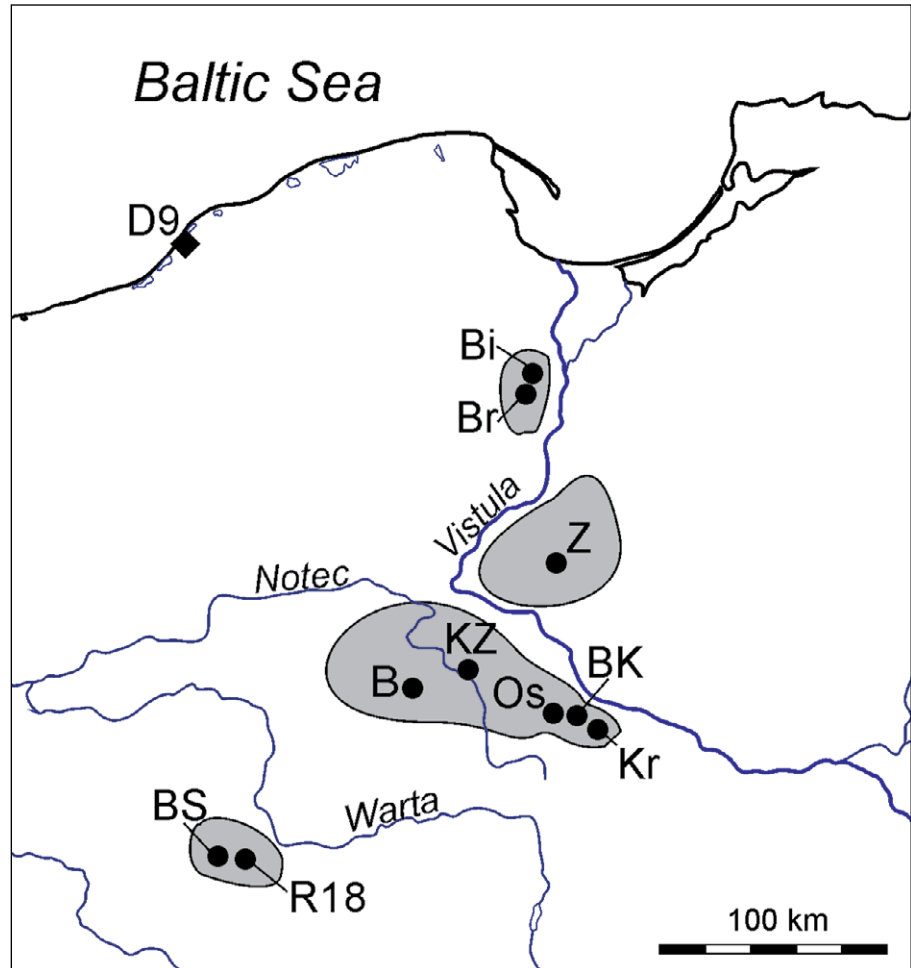 Baltic Sea
D9
Bi
Br
Vistula
Z
Notec
KZ
B
Os
BK
Kr
BS
Warta
R18
100 km